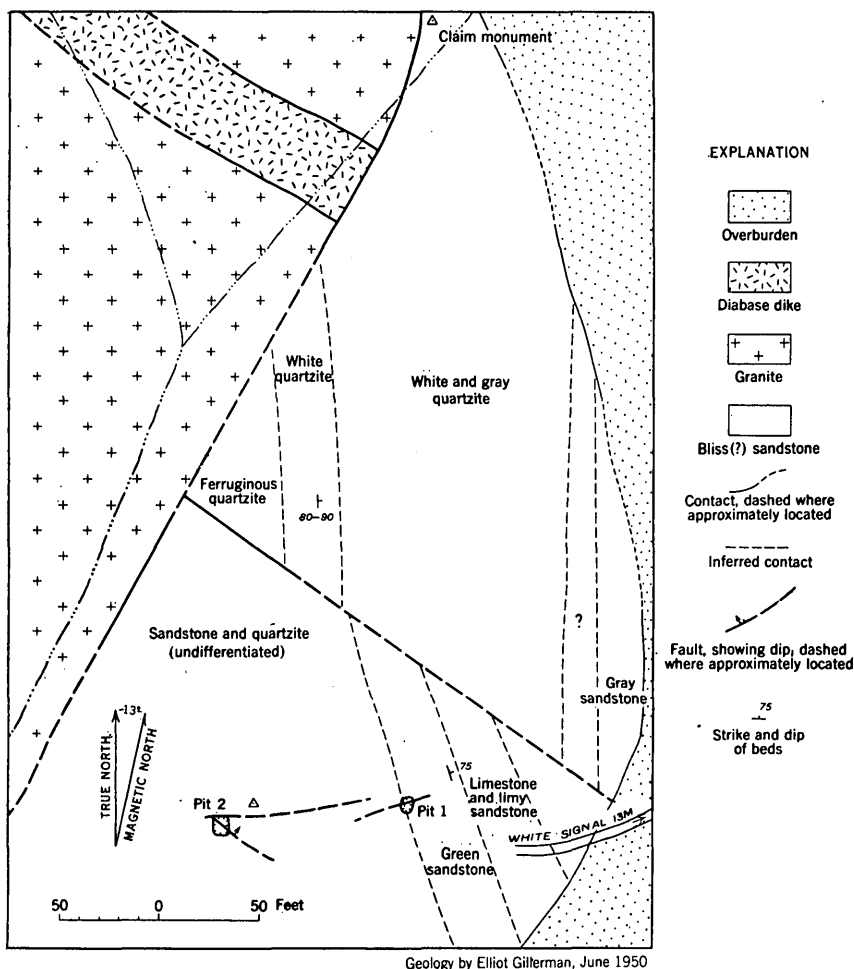 Claim monument
White
quartzite
White and gray
quartzite
Ferruginous
quartzite
80-90
Sandstone and quartzite
(undifferentiated)
?
Gray
sandstone
TRUE NORTH
MAGNETIC NORTH
75
Limestone
and limy
sandstone
Pit 2
Pit 1
WHITE SIGNAL 13M
Green
sandstone
50 0 50 Feet
EXPLANATION
Overburden
Diabase dike
Granite
Bliss(?) sandstone
Contact, dashed where
approximately located
Inferred contact
Fault, showing dip, dashed
where approximately located
75
Strike and dip
of beds
Geology by Elliot Gillerman, June 1950